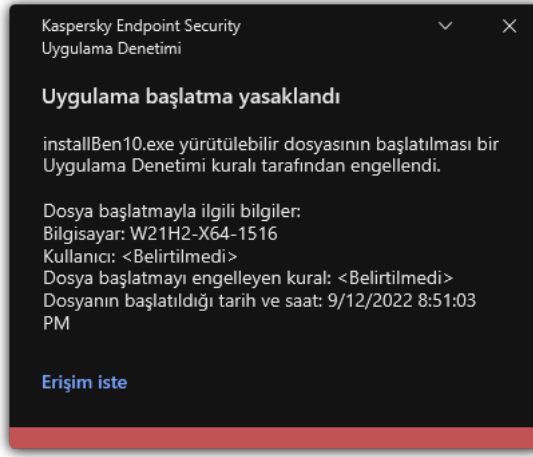 Kaspersky Endpoint Security
Uygulama Denetimi
Uygulama başlatma yasaklandı
installBen10.exe yürütülebilir dosyasının başlatılması bir
Uygulama Denetimi kuralı tarafından engellendi.
Dosya başlatmayla ilgili bilgiler:
Bilgisayar: W21H2-X64-1516
Kullanıcı: <Belirtilmedi>
Dosya başlatmayı engelleyen kural: <Belirtilmedi>
Dosyanın başlatıldığı tarih ve saat: 9/12/2022 8:51:03
PM
Erişim iste